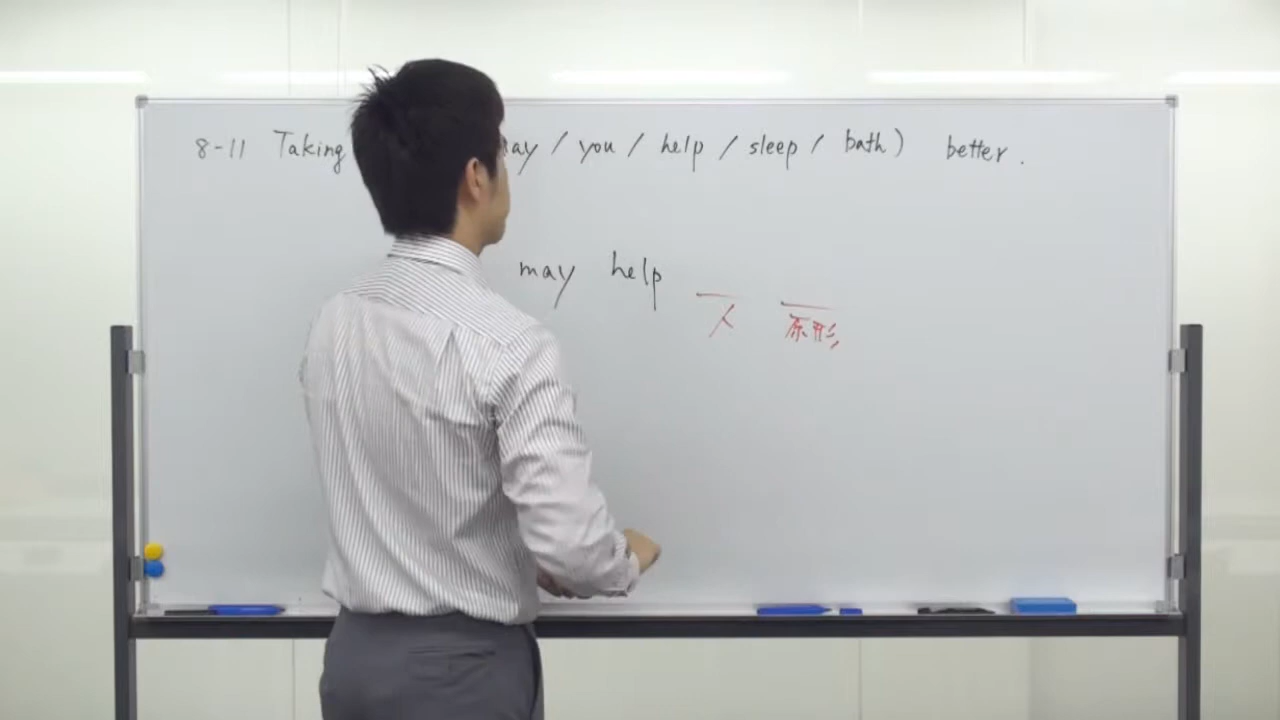 8-11 Taking ay / you / help / sleep / bath) better.
may help
人 原形